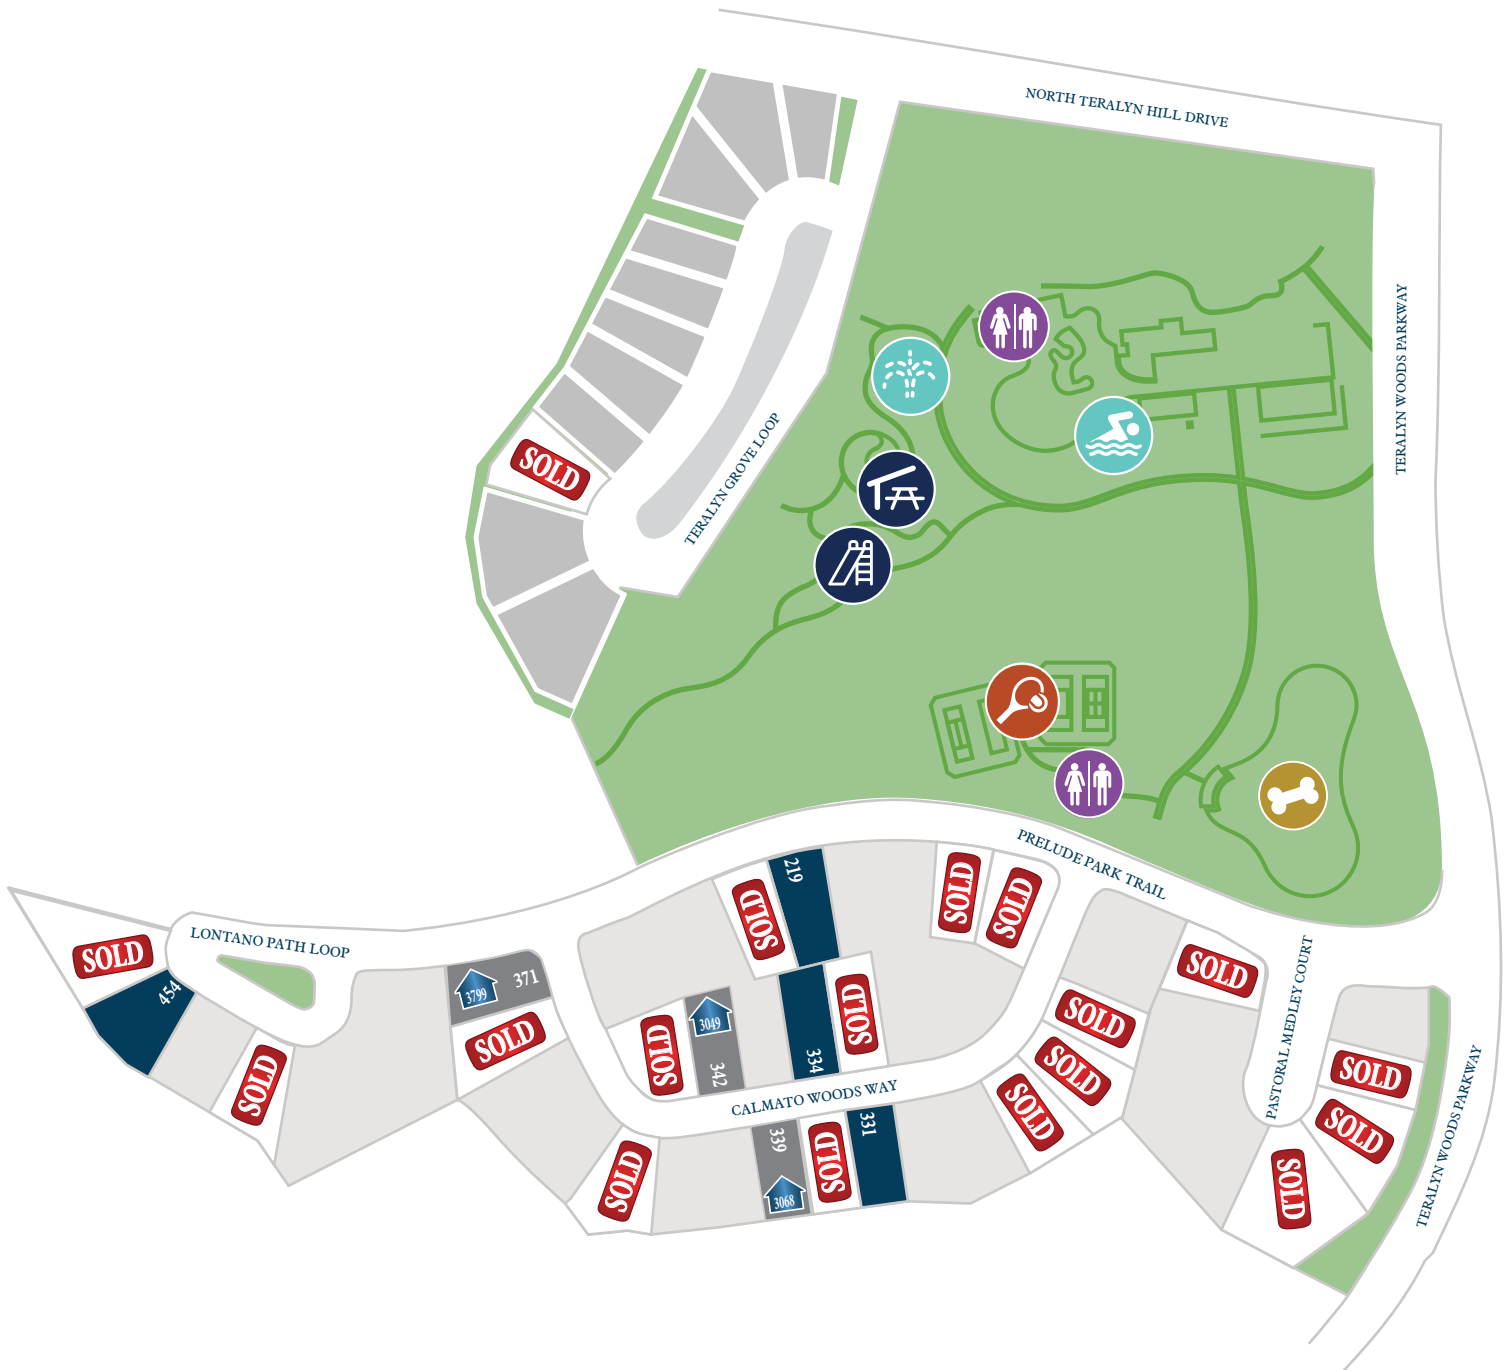 NORTH TERALYN HILL DRIVE
TERALYN WOODS PARKWAY
SOLD
TERALYN GROVE LOOP
PRELUDE PARK TRAIL
219
SOLD
SOLD
SOLD
LONTANO PATH LOOP
SOLD
454
SOLD
371
3799
SOLD
SOLD
3049
342
334
SOLD
CALMATO WOODS WAY
SOLD
339
3068
SOLD
331
SOLD
SOLD
SOLD
SOLD
PASTORAL MEDLEY COURT
SOLD
SOLD
SOLD
TERALYN WOODS PARKWAY